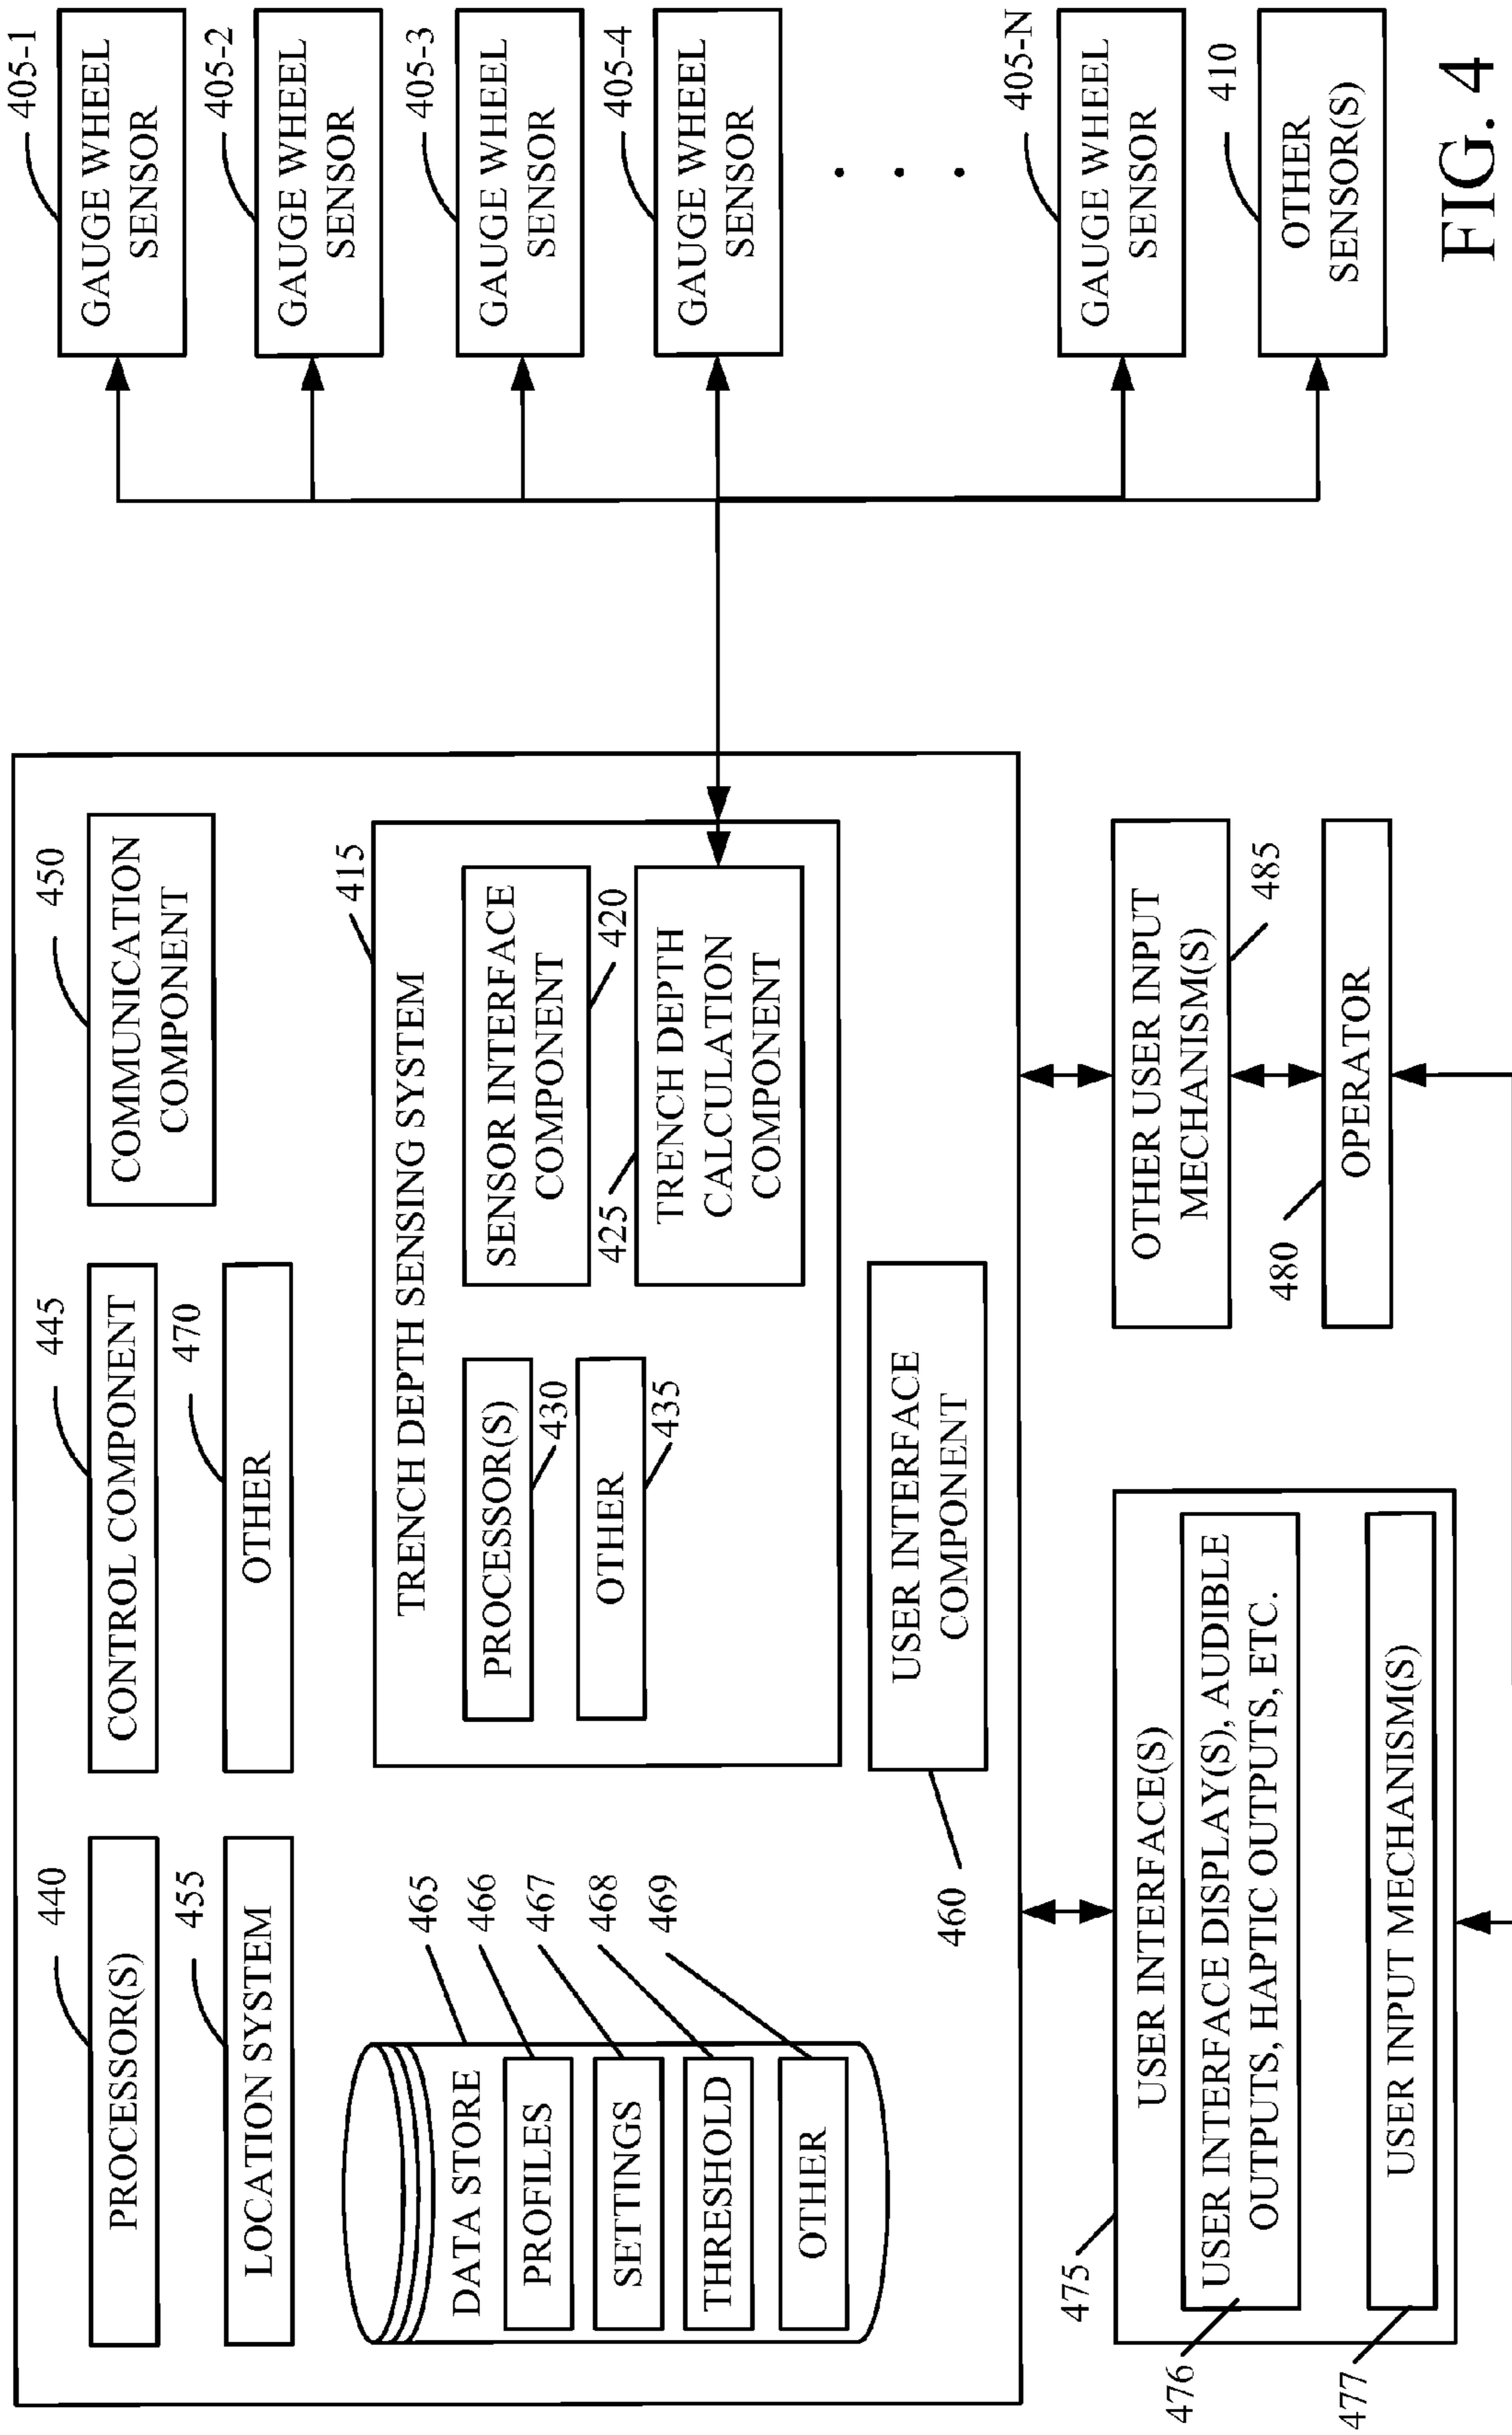 440
PROCESSOR(S)
445
CONTROL COMPONENT
450
COMMUNICATION
COMPONENT
455
LOCATION SYSTEM
470
OTHER
465
466
467
468
469
DATA STORE
PROFILES
SETTINGS
THRESHOLD
OTHER
415
TRENCH DEPTH SENSING SYSTEM
PROCESSOR(S)
430
OTHER
435
SENSOR INTERFACE
COMPONENT
420
425
TRENCH DEPTH
CALCULATION
COMPONENT
460
USER INTERFACE
COMPONENT
475
USER INTERFACE(S)
476
USER INTERFACE DISPLAY(S), AUDIBLE
OUTPUTS, HAPTIC OUTPUTS, ETC.
477
USER INPUT MECHANISM(S)
OTHER USER INPUT
MECHANISM(S)
485
480
OPERATOR
405-1
GAUGE WHEEL
SENSOR
405-2
GAUGE WHEEL
SENSOR
405-3
GAUGE WHEEL
SENSOR
405-4
GAUGE WHEEL
SENSOR
. . .
405-N
GAUGE WHEEL
SENSOR
410
OTHER
SENSOR(S)
FIG. 4